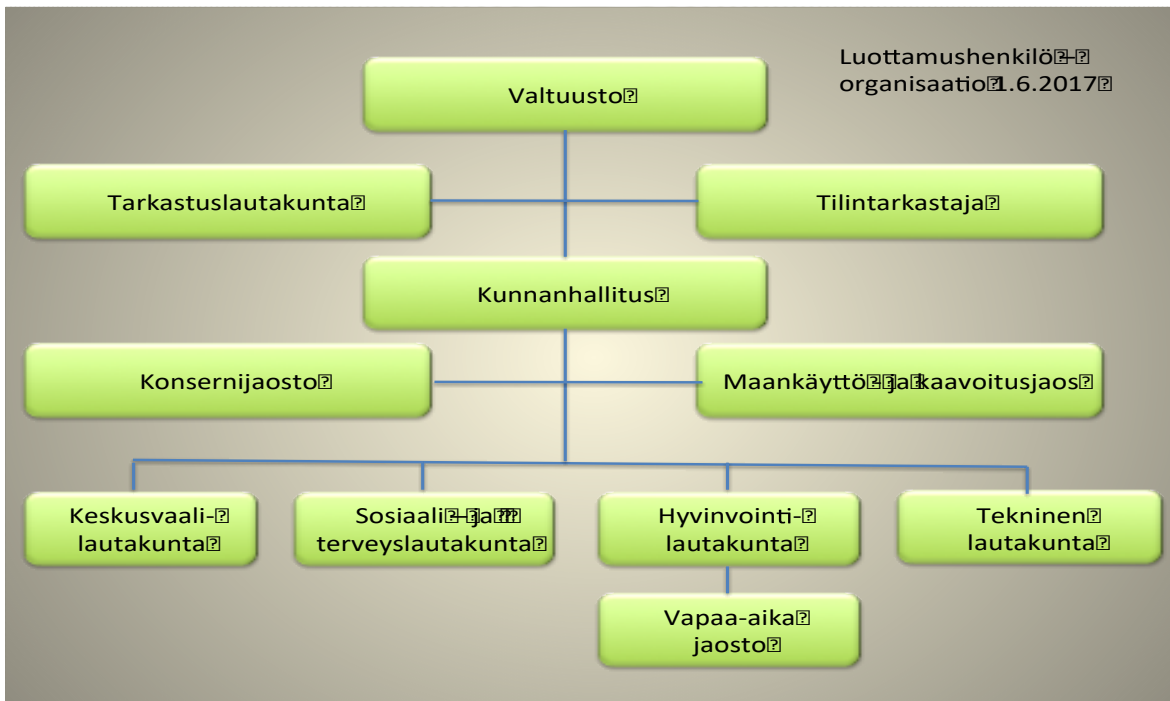 Luottamushenkilö –
organisaatio 1.6.2017
Valtuusto
Tarkastuslautakunta
Tilintarkastaja
Kunnanhallitus
Konsernijaosto
Maankäyttö- ja kaavoitusjaos
Keskusvaali-
lautakunta
Sosiaali – ja
terveyslautakunta
Hyvinvointi-
lautakunta
Tekninen
lautakunta
Vapaa-aika
jaosto